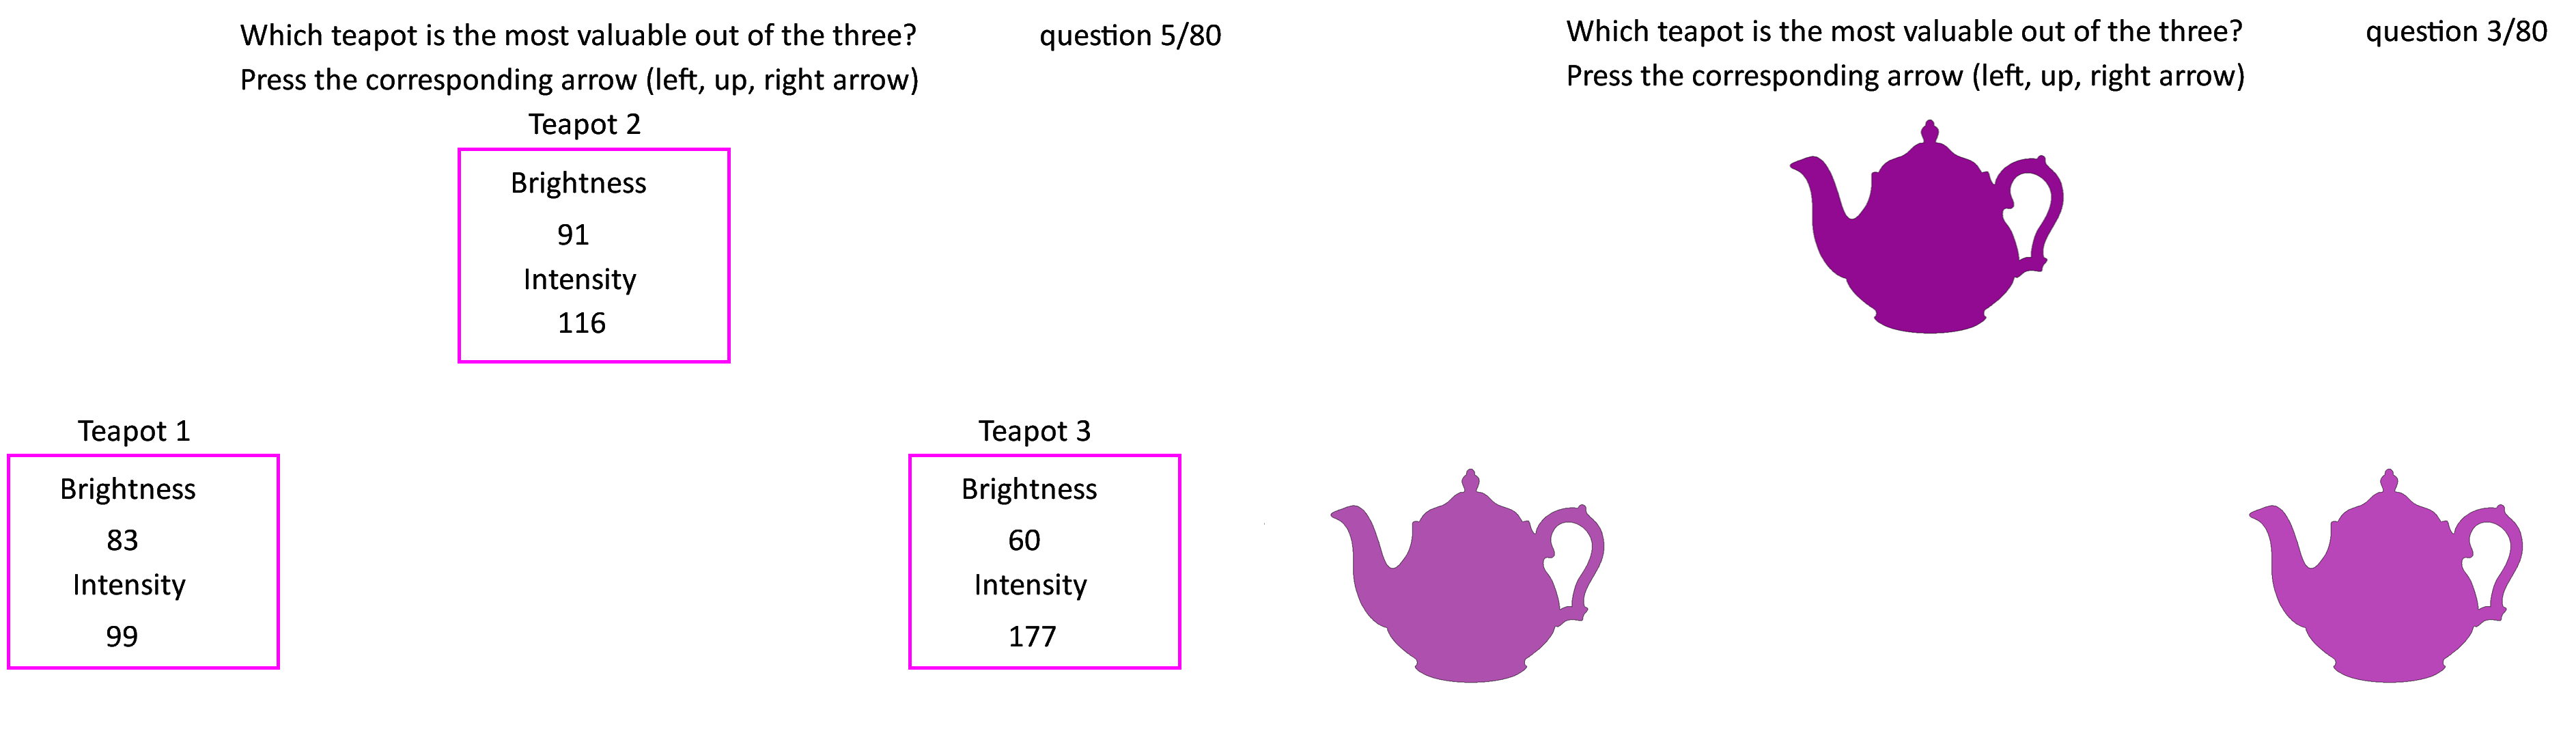 Which teapot is the most valuable out of the three?
question 5/80
Press the corresponding arrow (left, up, right arrow)
Teapot 2
Brightness
91
Intensity
116
Teapot 1
Brightness
83
Intensity
99
Teapot 3
Brightness
60
Intensity
177
Which teapot is the most valuable out of the three?
question 3/80
Press the corresponding arrow (left, up, right arrow)